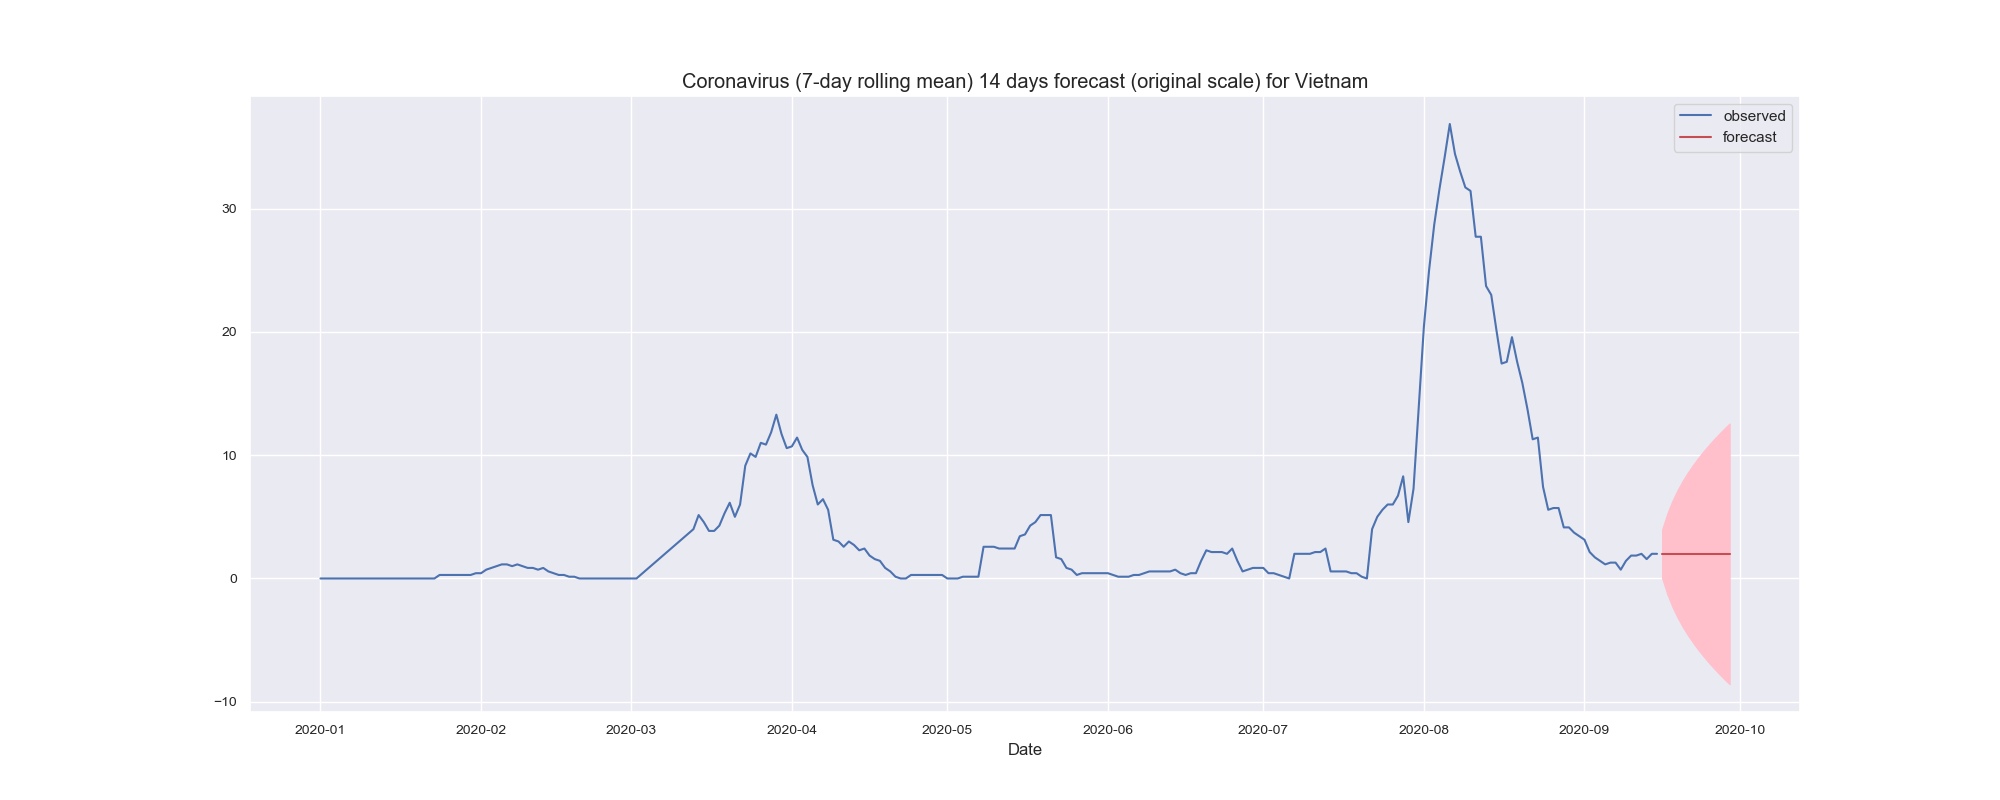 Coronavirus (7-day rolling mean) 14 days forecast (original scale) for Vietnam
observed
forecast
30
20
10
0
−10
2020-01 2020-02 2020-03 2020-04 2020-05 2020-06 2020-07 2020-08 2020-09 2020-10
Date